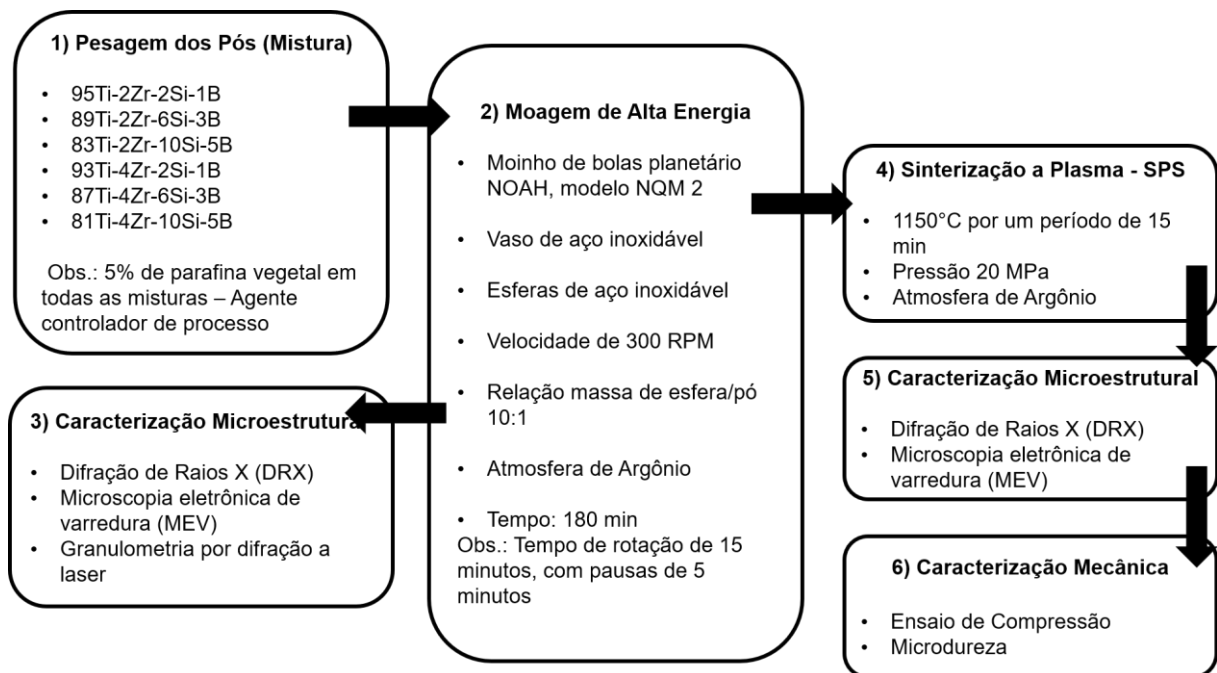 1) Pesagem dos Pós (Mistura)
• 95Ti-2Zr-2Si-1B
• 89Ti-2Zr-6Si-3B
• 83Ti-2Zr-10Si-5B
• 93Ti-4Zr-2Si-1B
• 87Ti-4Zr-6Si-3B
• 81Ti-4Zr-10Si-5B
Obs.: 5% de parafina vegetal em
todas as misturas – Agente
controlador de processo
2) Moagem de Alta Energia
• Moinho de bolas planetário
NOAH, modelo NQM 2
• Vaso de aço inoxidável
• Esferas de aço inoxidável
• Velocidade de 300 RPM
• Relação massa de esfera/pó
10:1
• Atmosfera de Argônio
• Tempo: 180 min
Obs.: Tempo de rotação de 15
minutos, com pausas de 5
minutos
3) Caracterização Microestrutura
• Difração de Raios X (DRX)
• Microscopia eletrônica de
varredura (MEV)
• Granulometria por difração a
laser
4) Sinterização a Plasma - SPS
• 1150°C por um período de 15
min
• Pressão 20 MPa
• Atmosfera de Argônio
5) Caracterização Microestrutural
• Difração de Raios X (DRX)
• Microscopia eletrônica de
varredura (MEV)
6) Caracterização Mecânica
• Ensaio de Compressão
• Microdureza